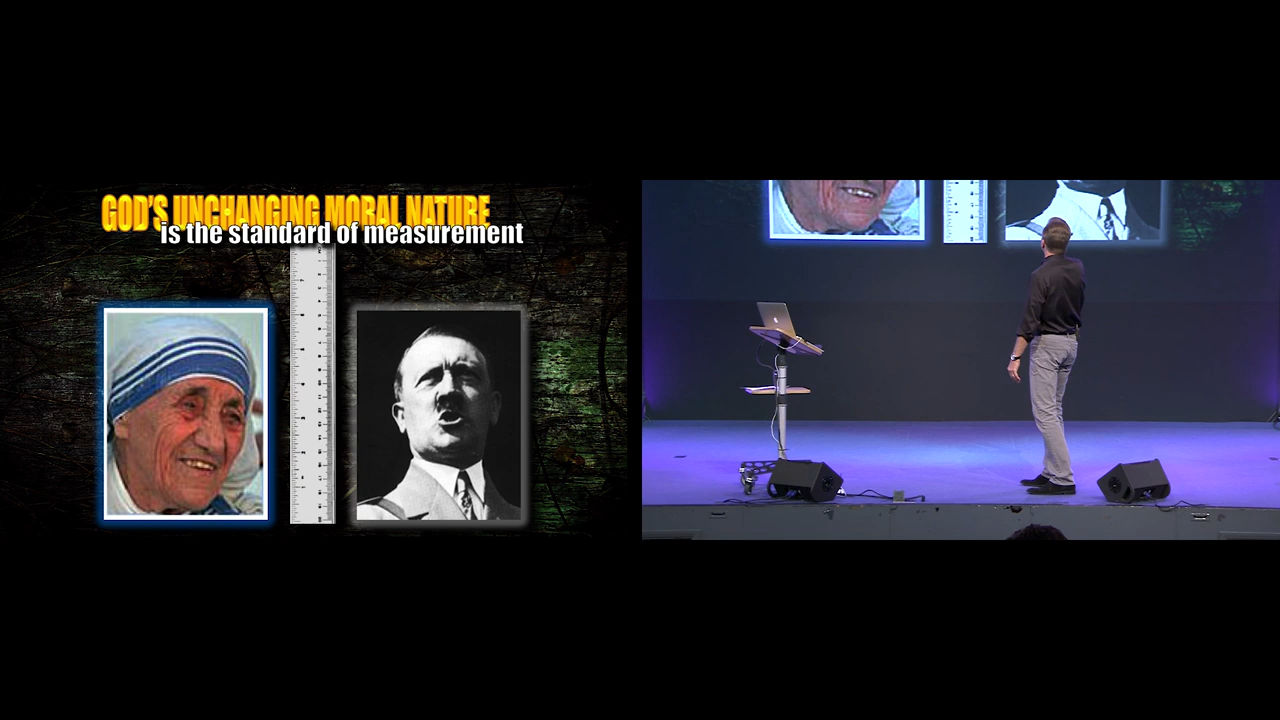 GOD'S UNCHANGING MORAL NATURE
is the standard of measurement